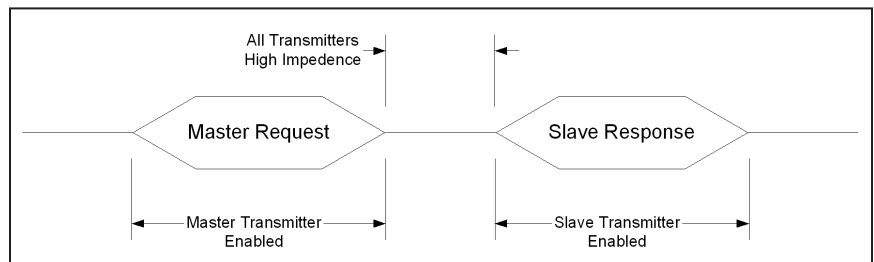 All Transmitters
High Impedence
Master Request
Slave Response
Master Transmitter
Enabled
Slave Transmitter
Enabled